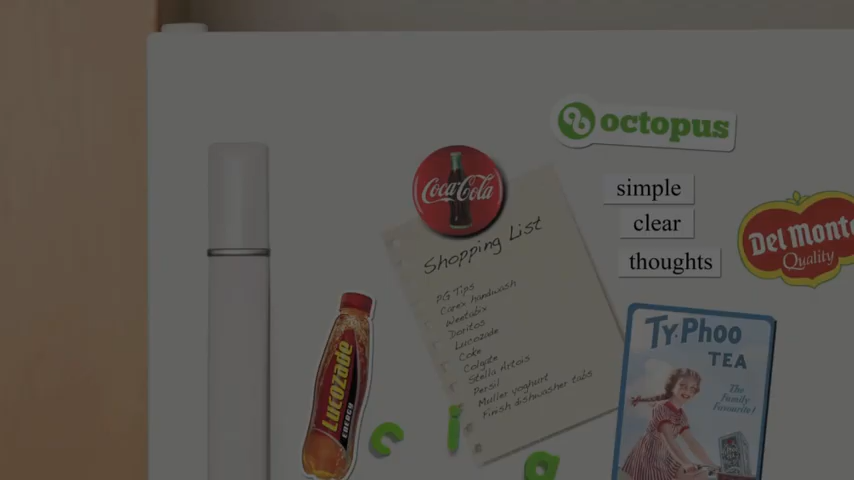 octopus
simple
clear
thoughts
Coca-Cola
Shopping List
PG Tips
Carex handwash
Weetabix
Doritos
Lucozade
Coke
Colgate
Stella Artois
Persil
Muller yoghurt
Finish dishwasher tabs
Del Monte
Quality
LUCOZADE
ENERGY
TY·PHOO
TEA
The
Family
Favourite!
c
i
a